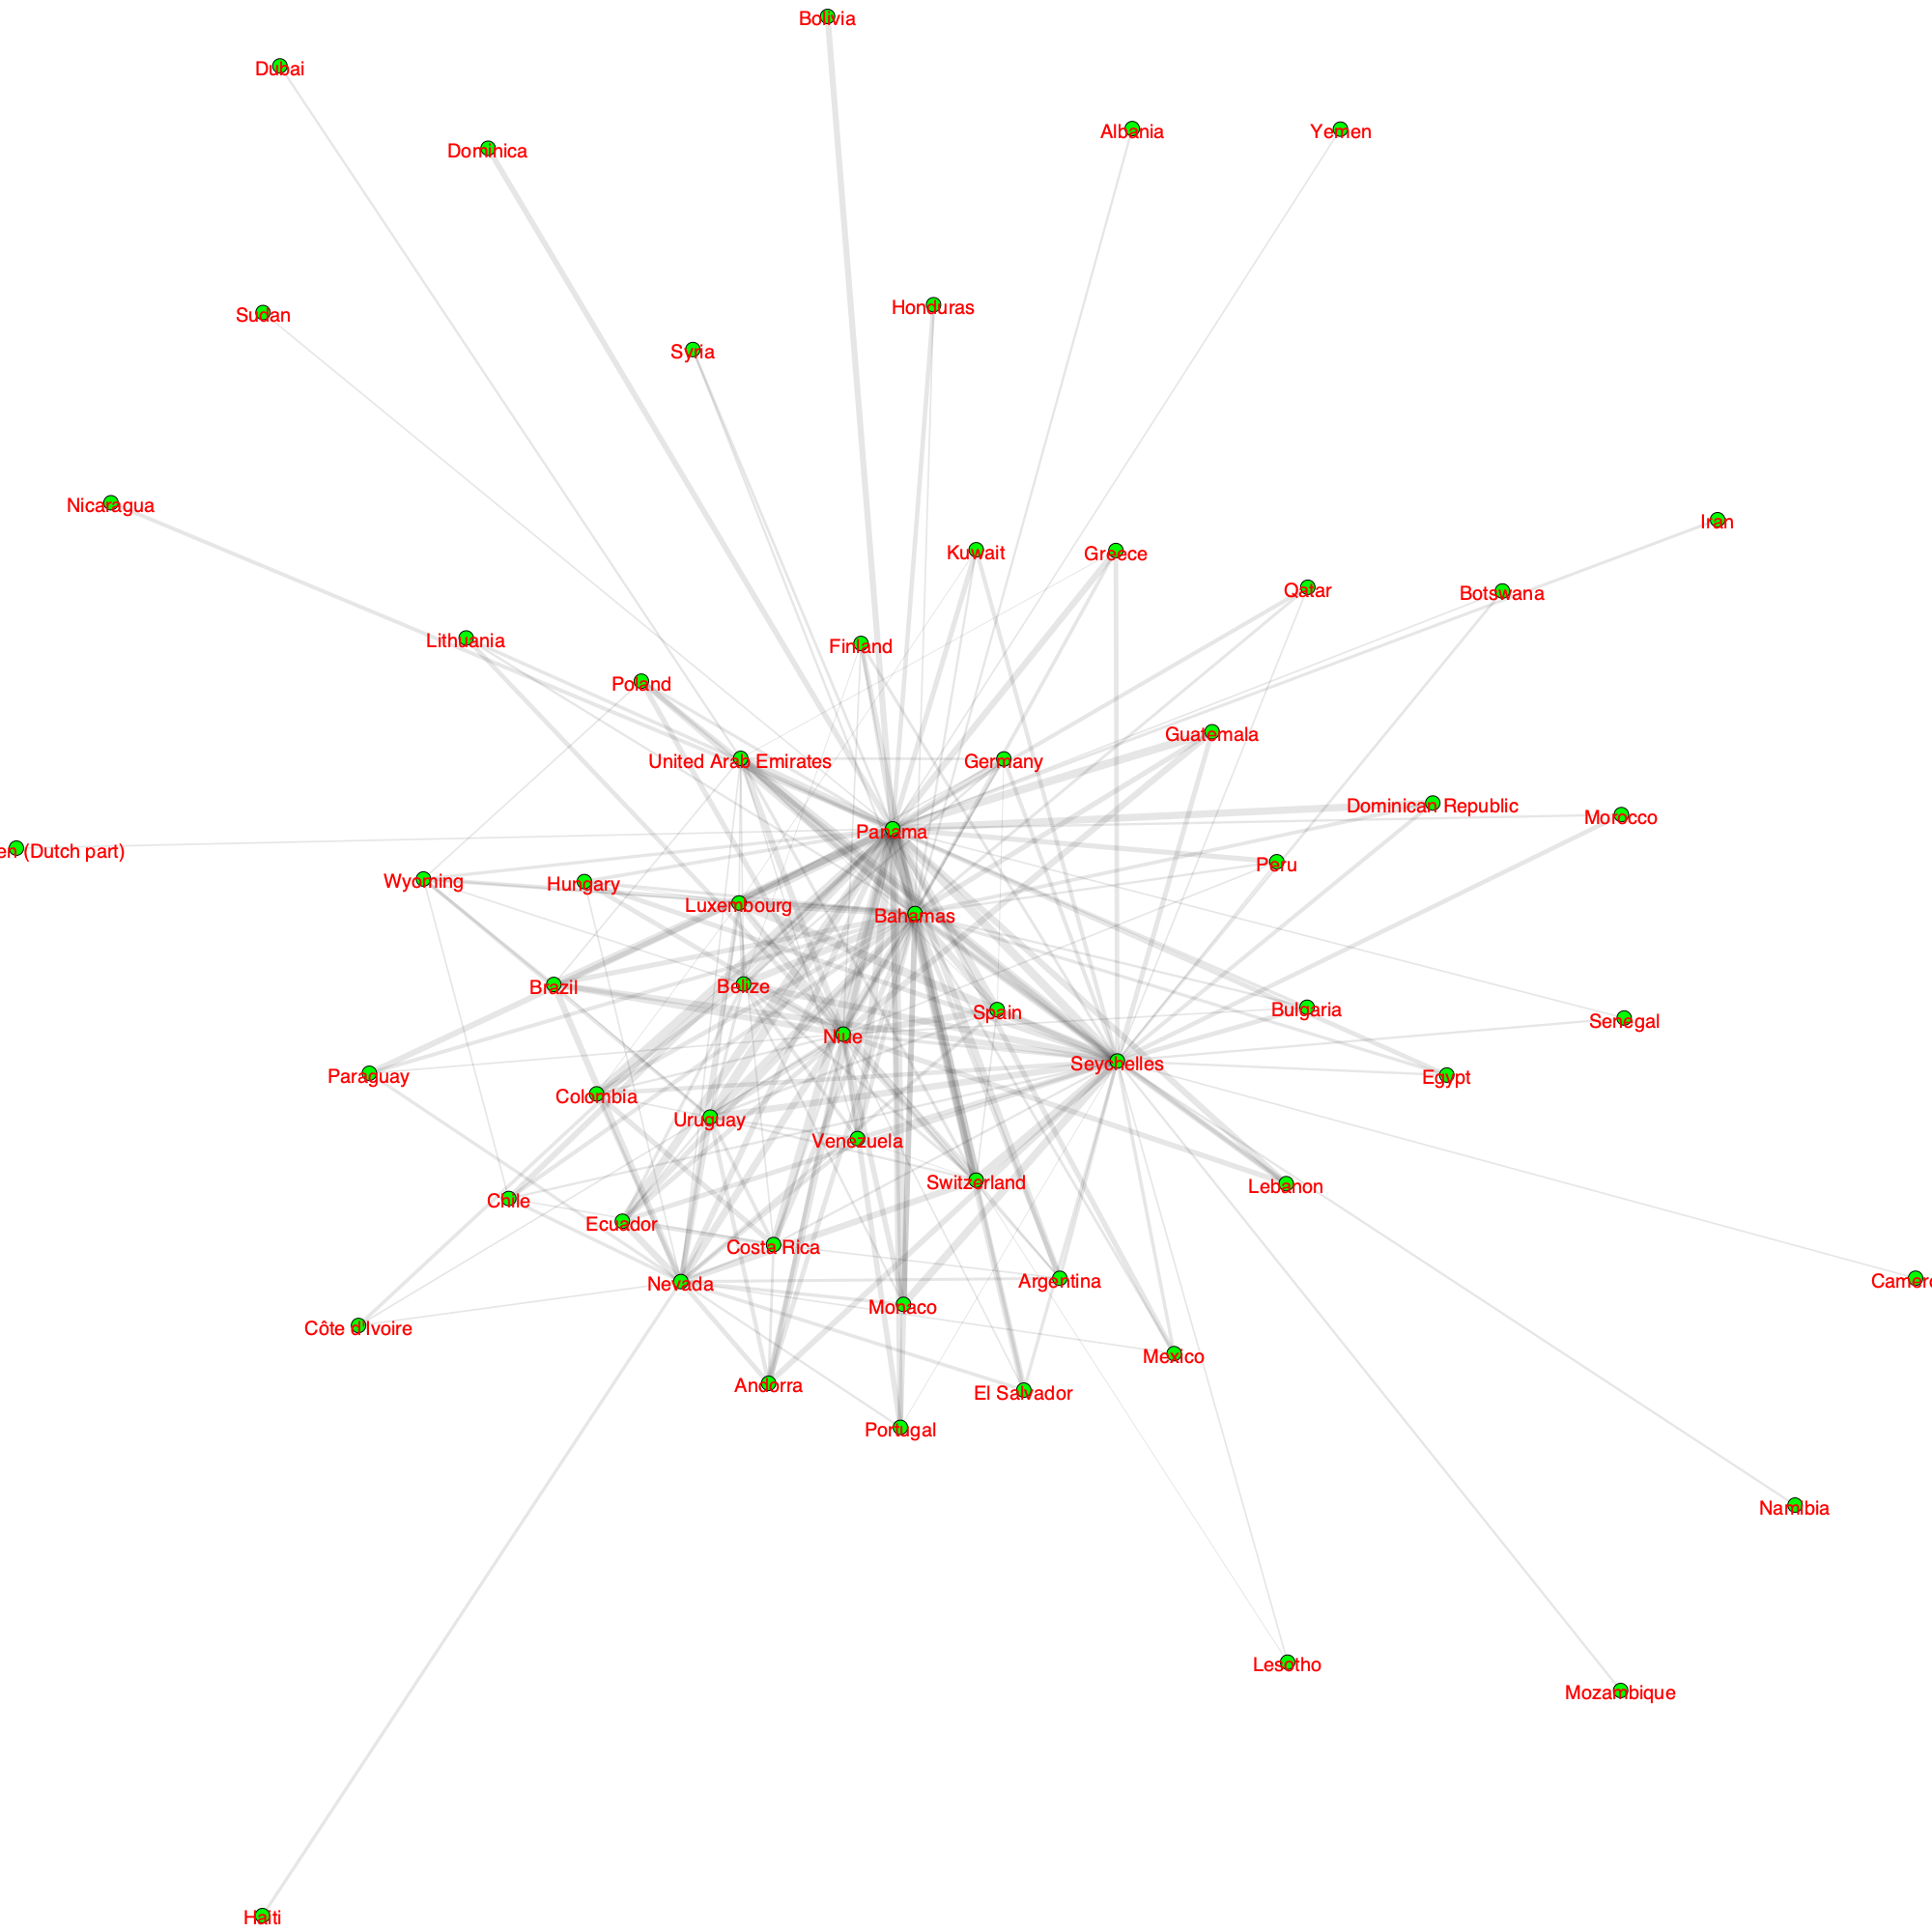 Bolivia
Dubai
Albania
Yemen
Dominica
Honduras
Sudan
Syria
Nicaragua
Iran
Kuwait
Greece
Qatar
Botswana
Lithuania
Finland
Poland
Guatemala
United Arab Emirates
Germany
Dominican Republic
Morocco
Panama
en (Dutch part)
Peru
Wyoming
Hungary
Luxembourg
Bahamas
Brazil
Belize
Spain
Bulgaria
Senegal
Niue
Seychelles
Paraguay
Egypt
Colombia
Uruguay
Venezuela
Switzerland
Lebanon
Chile
Ecuador
Costa Rica
Nevada
Argentina
Camero
Monaco
Côte d'Ivoire
Mexico
Andorra
El Salvador
Portugal
Namibia
Lesotho
Mozambique
Haiti